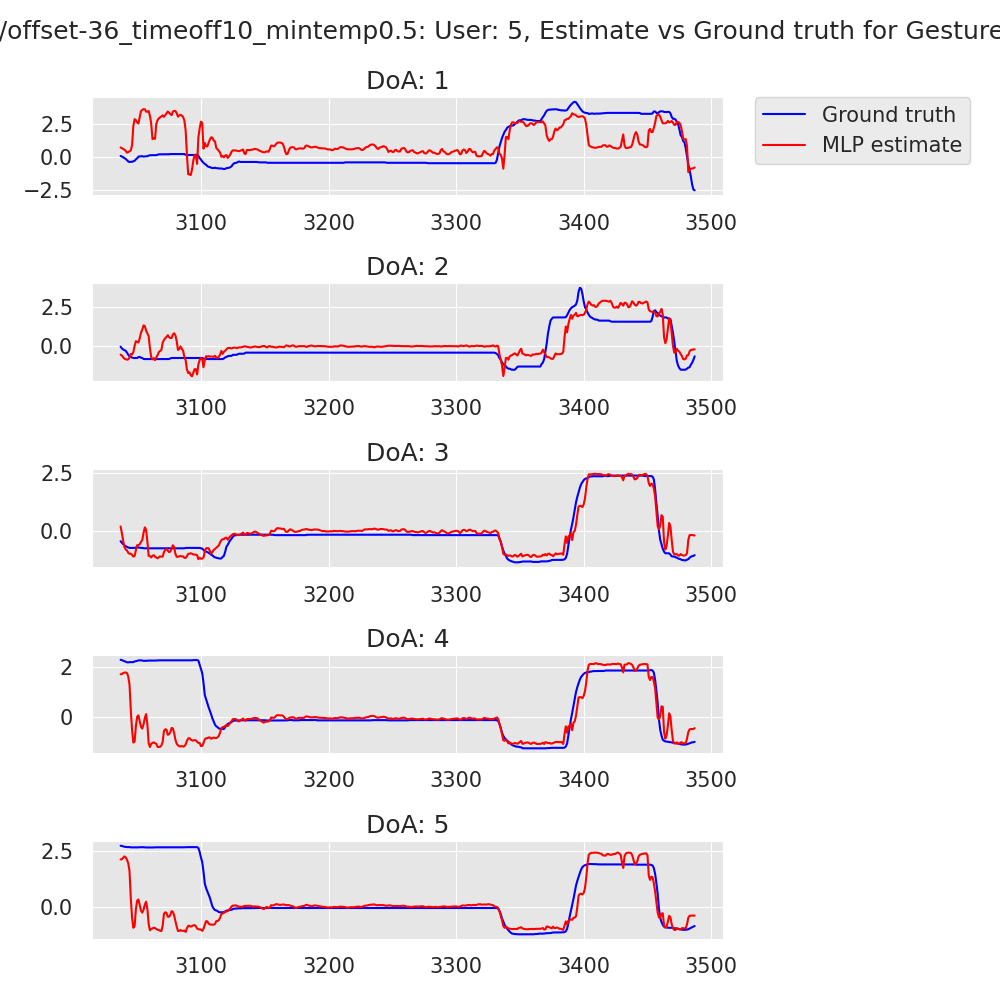 /offset-36_timeoff10_mintemp0.5: User: 5, Estimate vs Ground truth for Gesture
DoA: 1
2.5
0.0
−2.5
3100 3200 3300 3400 3500
Ground truth
MLP estimate
DoA: 2
2.5
0.0
3100 3200 3300 3400 3500
DoA: 3
2.5
0.0
3100 3200 3300 3400 3500
DoA: 4
2
0
3100 3200 3300 3400 3500
DoA: 5
2.5
0.0
3100 3200 3300 3400 3500